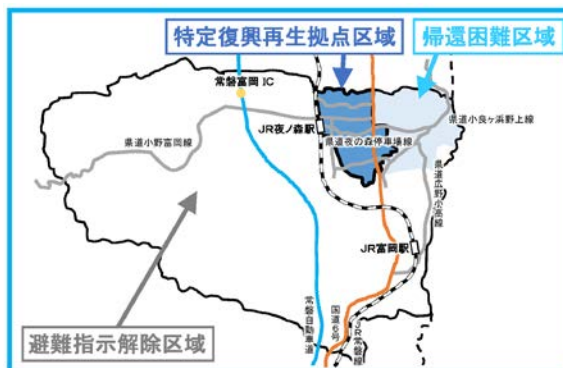 特定復興再生拠点区域
帰還困難区域
常磐富岡IC
JR夜ノ森駅
県道小良ヶ浜野上線
県道夜の森停車場線
県道小野富岡線
県道広野小高線
JR富岡駅
避難指示解除区域
常磐自動車道
国道6号
JR常磐線